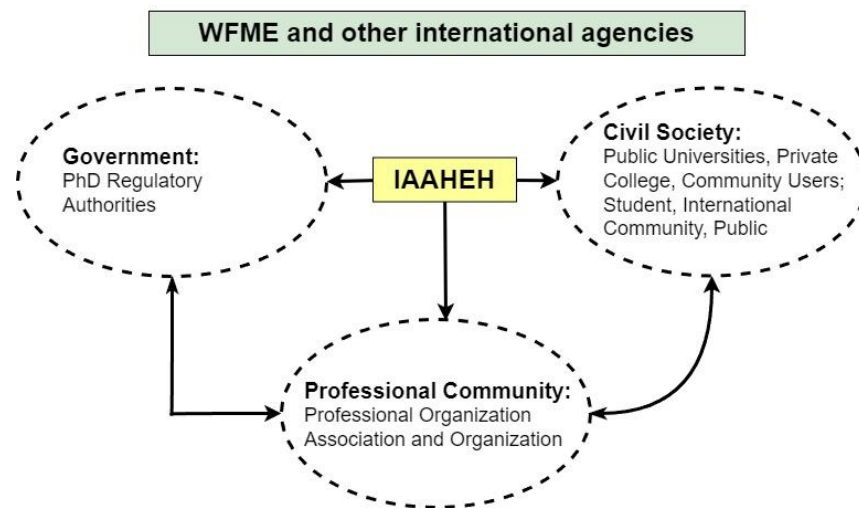 WFME and other international agencies
Government:
PhD Regulatory
Authorities
IAAHEH
Civil Society:
Public Universities, Private
College, Community Users;
Student, International
Community, Public
Professional Community:
Professional Organization
Association and Organization